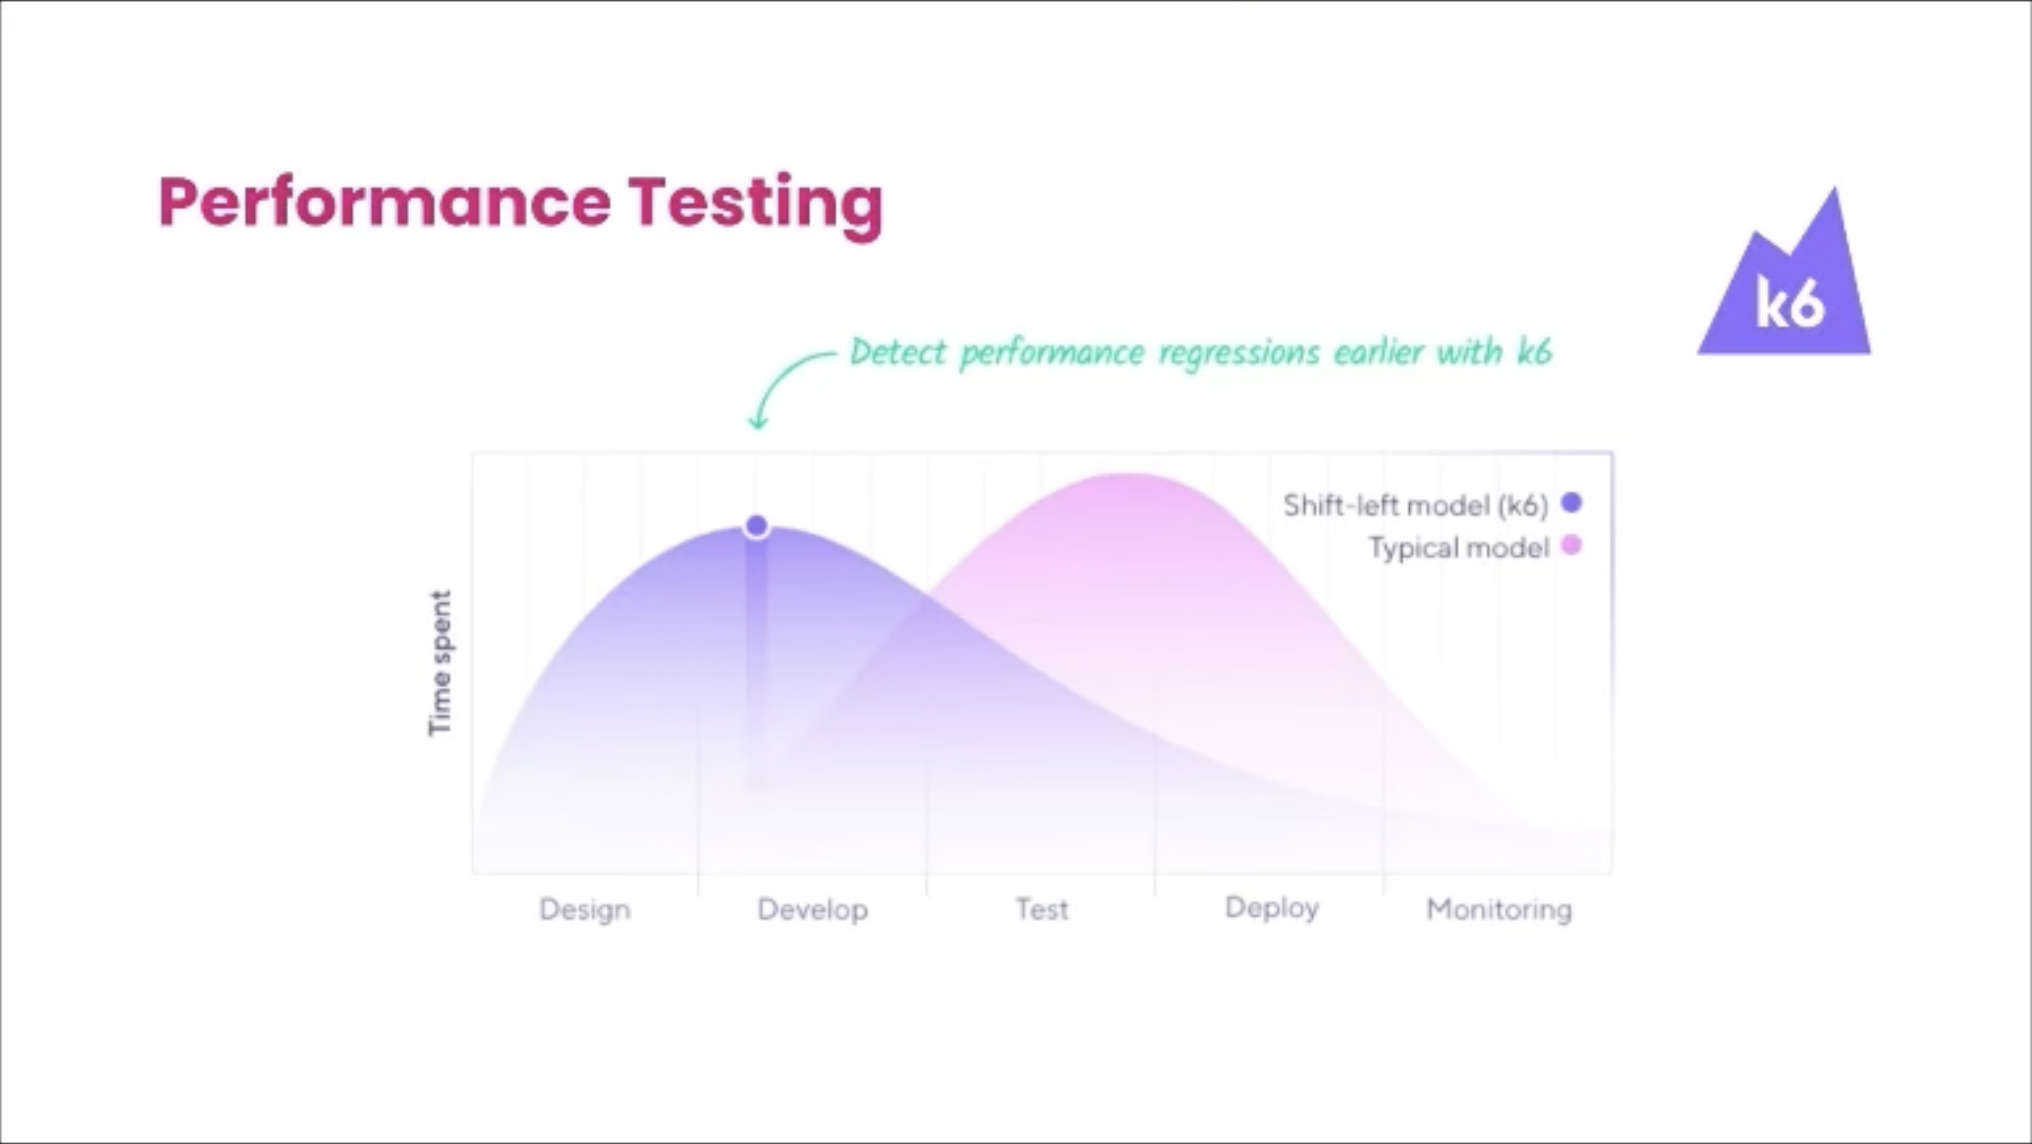 Performance Testing
k6
Detect performance regressions earlier with k6
Shift-left model (k6)
Typical model
Time spent
Design
Develop
Test
Deploy
Monitoring